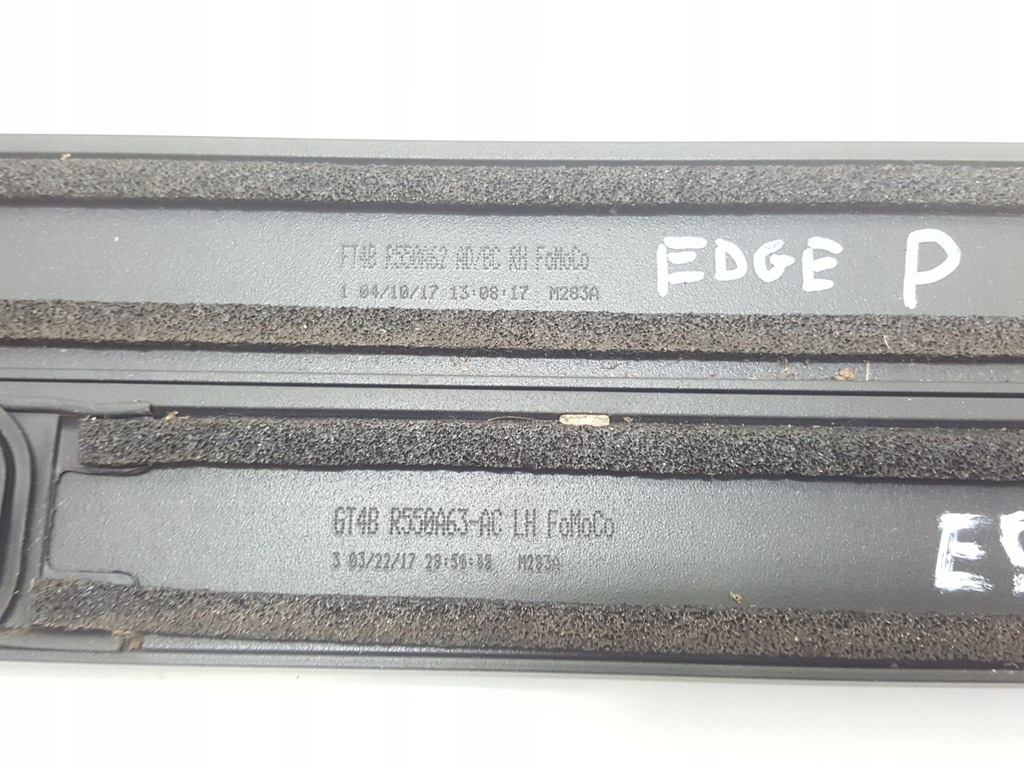 FT4B R550A62 AD/BC RH FoMoCo
1 04/10/17 13:08:17 M283A
EDGE P
GT4B R550A63-AC LH FoMoCo
3 03/22/17 M283A